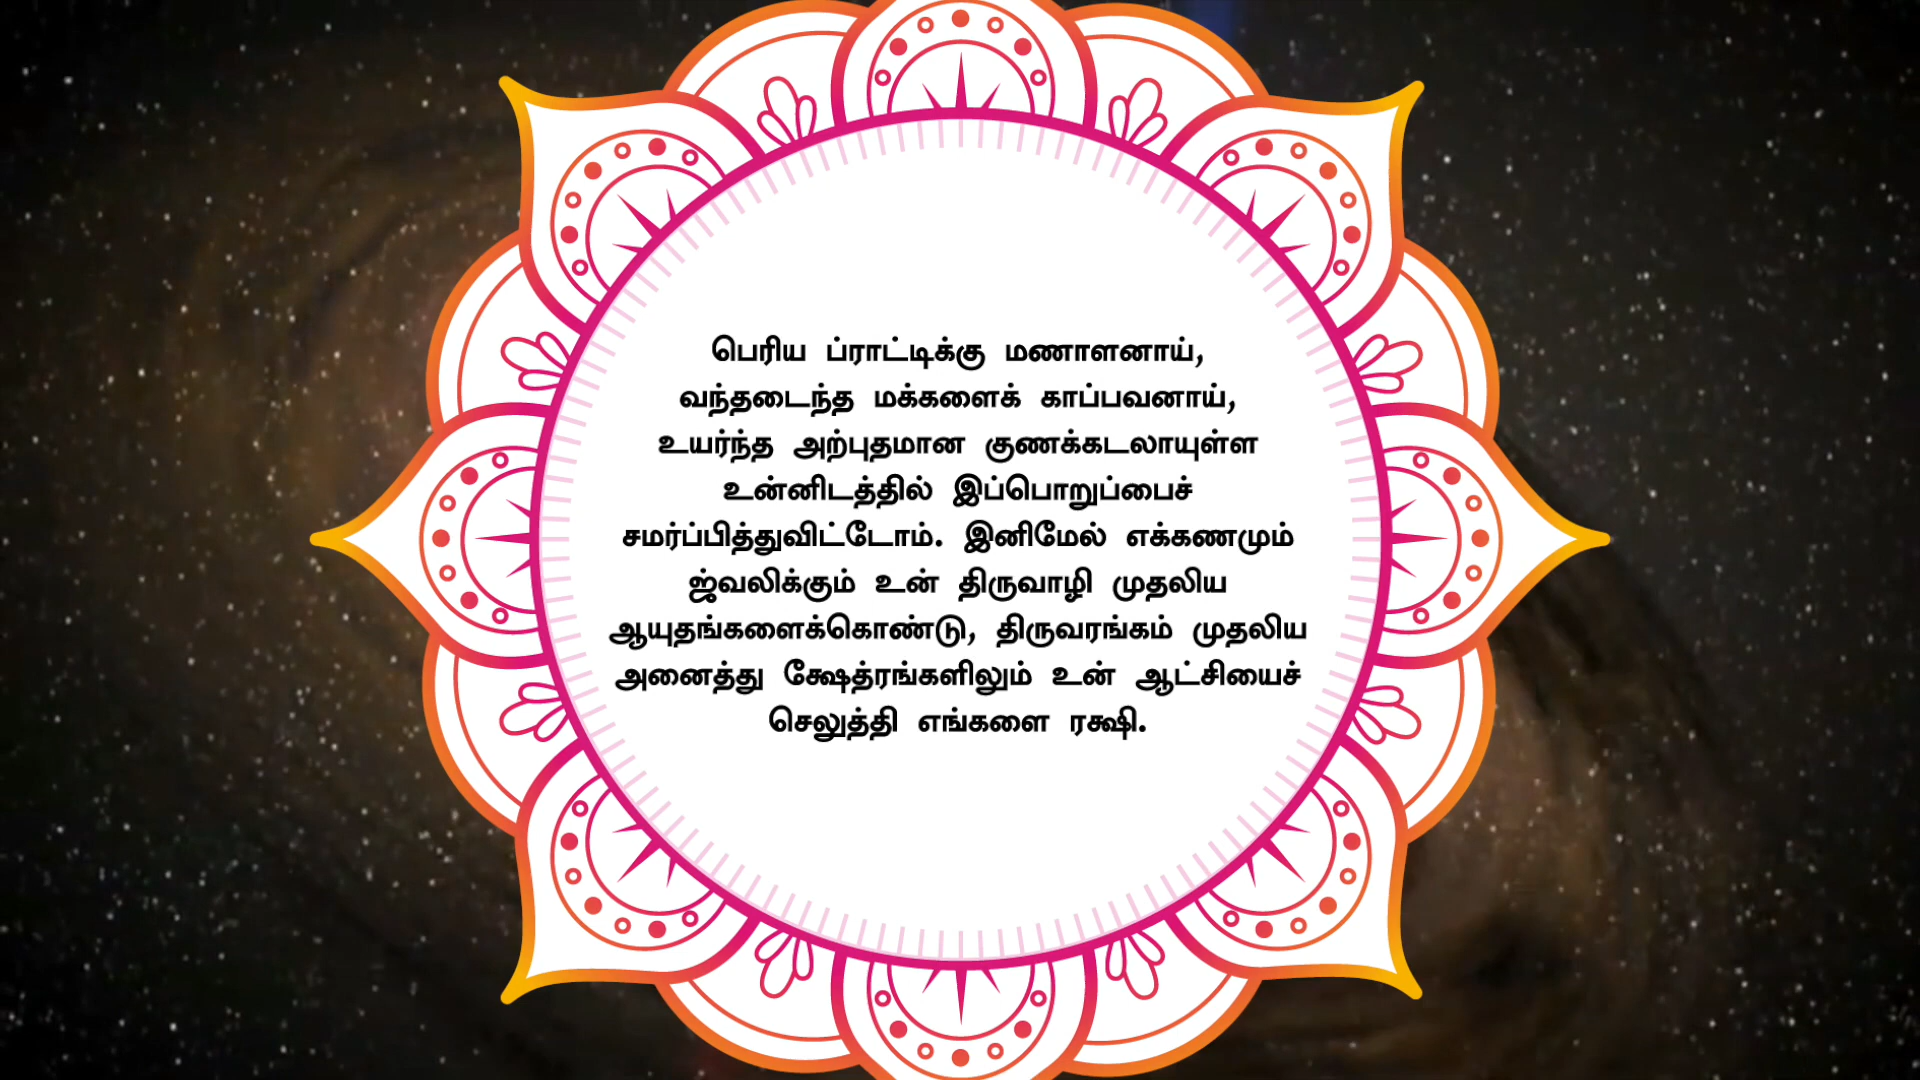 பெரிய ப்ராட்டிக்கு மணாளனாய்,
வந்தடைந்த மக்களைக் காப்பவனாய்,
உயர்ந்த அற்புதமான குணக்கடலாயுள்ள
உன்னிடத்தில் இப்பொறுப்பைச்
சமர்ப்பித்துவிட்டோம். இனிமேல் எக்கணமும்
ஜ்வலிக்கும் உன் திருவாழி முதலிய
ஆயுதங்களைக்கொண்டு, திருவரங்கம் முதலிய
அனைத்து க்ஷேத்ரங்களிலும் உன் ஆட்சியைச்
செலுத்தி எங்களை ரக்ஷி.